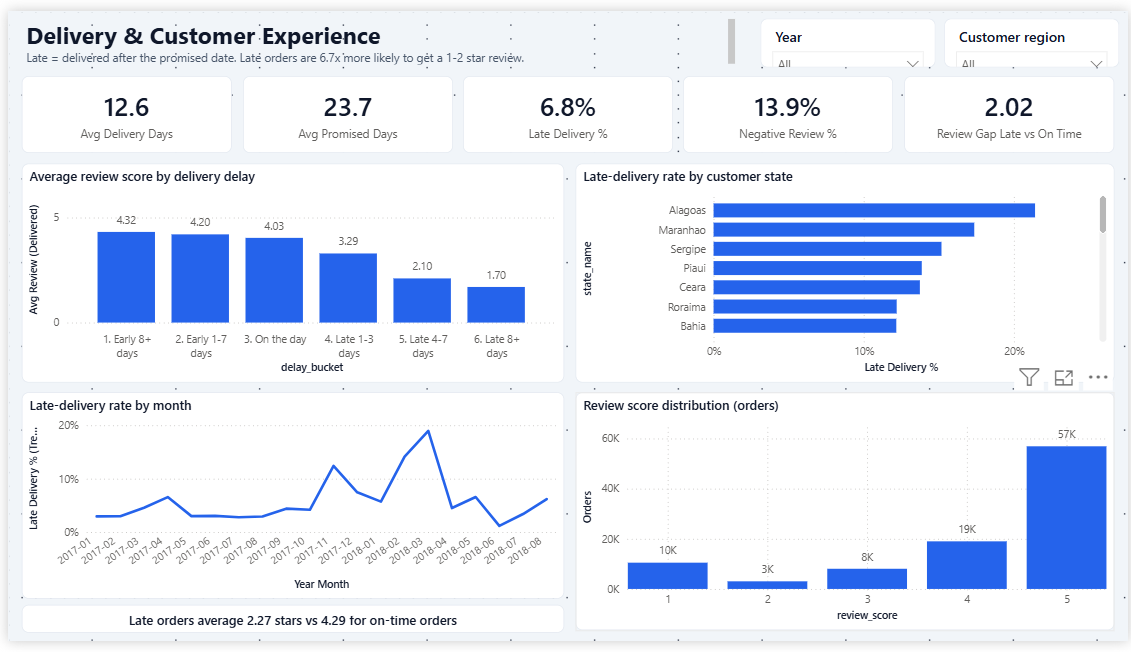 Delivery & Customer Experience
Late = delivered after the promised date. Late orders are 6.7x more likely to get a 1-2 star review.
Year
All
Customer region
All
12.6
Avg Delivery Days
23.7
Avg Promised Days
6.8%
Late Delivery %
13.9%
Negative Review %
2.02
Review Gap Late vs On Time
Average review score by delivery delay
Avg Review (Delivered)
5
0
4.32
4.20
4.03
3.29
2.10
1.70
1. Early 8+
days
2. Early 1-7
days
3. On the day
4. Late 1-3
days
5. Late 4-7
days
6. Late 8+
days
delay_bucket
Late-delivery rate by customer state
state_name
Alagoas
Maranhao
Sergipe
Piaui
Ceara
Roraima
Bahia
0%
10%
20%
Late Delivery %
Late-delivery rate by month
Late Delivery % (Tre...
20%
10%
0%
2017-01
2017-02
2017-03
2017-04
2017-05
2017-06
2017-07
2017-08
2017-09
2017-10
2017-11
2017-12
2018-01
2018-02
2018-03
2018-04
2018-05
2018-06
2018-07
2018-08
Year Month
Late orders average 2.27 stars vs 4.29 for on-time orders
Review score distribution (orders)
Orders
60K
40K
20K
0K
10K
3K
8K
19K
57K
1
2
3
4
5
review_score